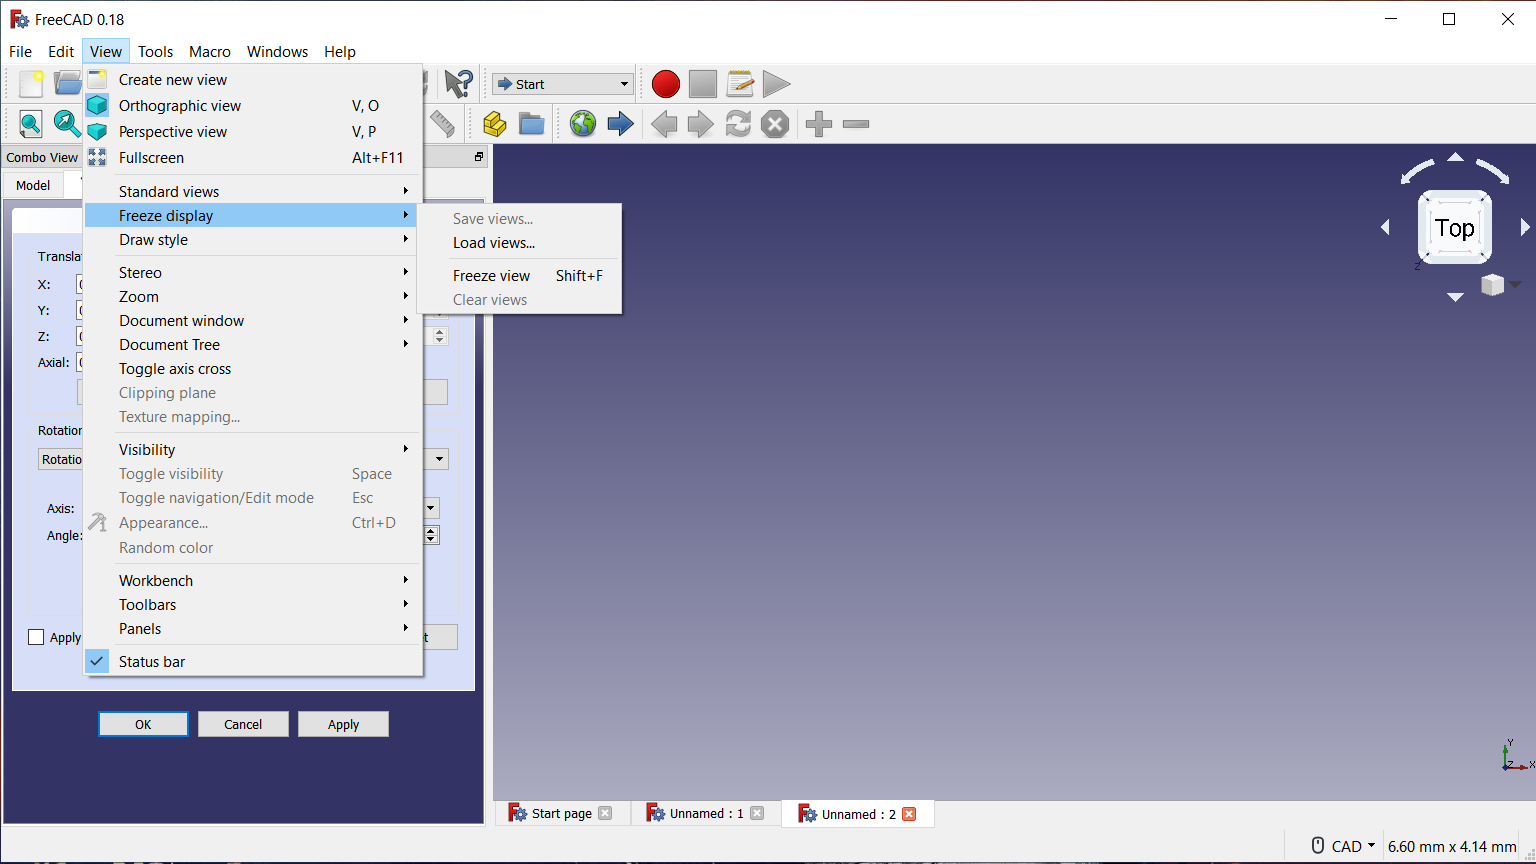 FreeCAD 0.18
File Edit View Tools Macro Windows Help
Start
Create new view
Orthographic view V, O
Perspective view V, P
Fullscreen Alt+F11
Standard views
Freeze display
Draw style
Stereo
Zoom
Document window
Document Tree
Toggle axis cross
Clipping plane
Texture mapping...
Visibility
Toggle visibility Space
Toggle navigation/Edit mode Esc
Appearance... Ctrl+D
Random color
Workbench
Toolbars
Panels
Status bar
Save views...
Load views...
Freeze view Shift+F
Clear views
Combo View
Model
X:
Y:
Z:
Axial:
Axis:
Angle:
Apply
OK Cancel Apply
Top
Z
Y
Z X
Start page Unnamed : 1 Unnamed : 2
CAD 6.60 mm x 4.14 mm